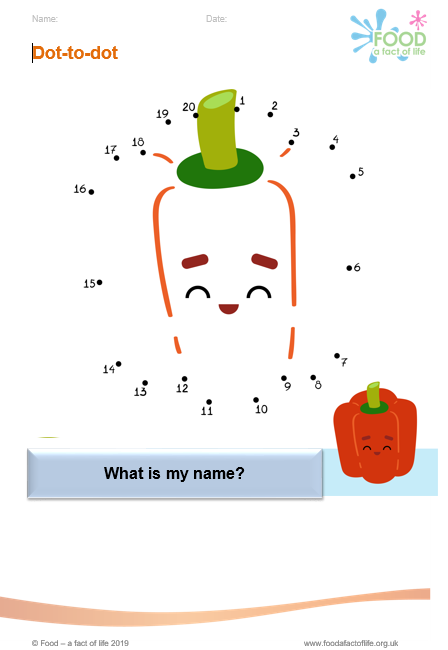 Name:
Date:
FOOD
a fact of life
Dot-to-dot
1
2
3
4
5
6
7
8
9
10
11
12
13
14
15
16
17
18
19
20
What is my name?
© Food – a fact of life 2019
www.foodafactoflife.org.uk